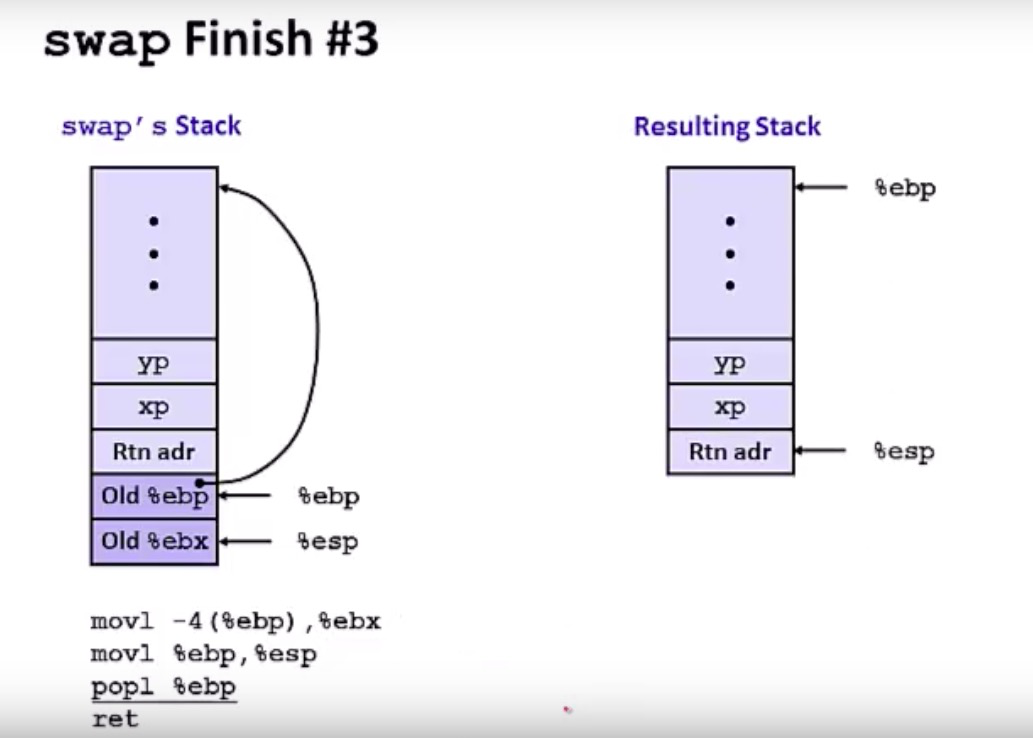 swap Finish #3
swap's Stack
yp
xp
Rtn adr
Old %ebp
%ebp
Old %ebx
%esp
Resulting Stack
%ebp
yp
xp
Rtn adr
%esp
movl -4(%ebp),%ebx
movl %ebp,%esp
popl %ebp
ret